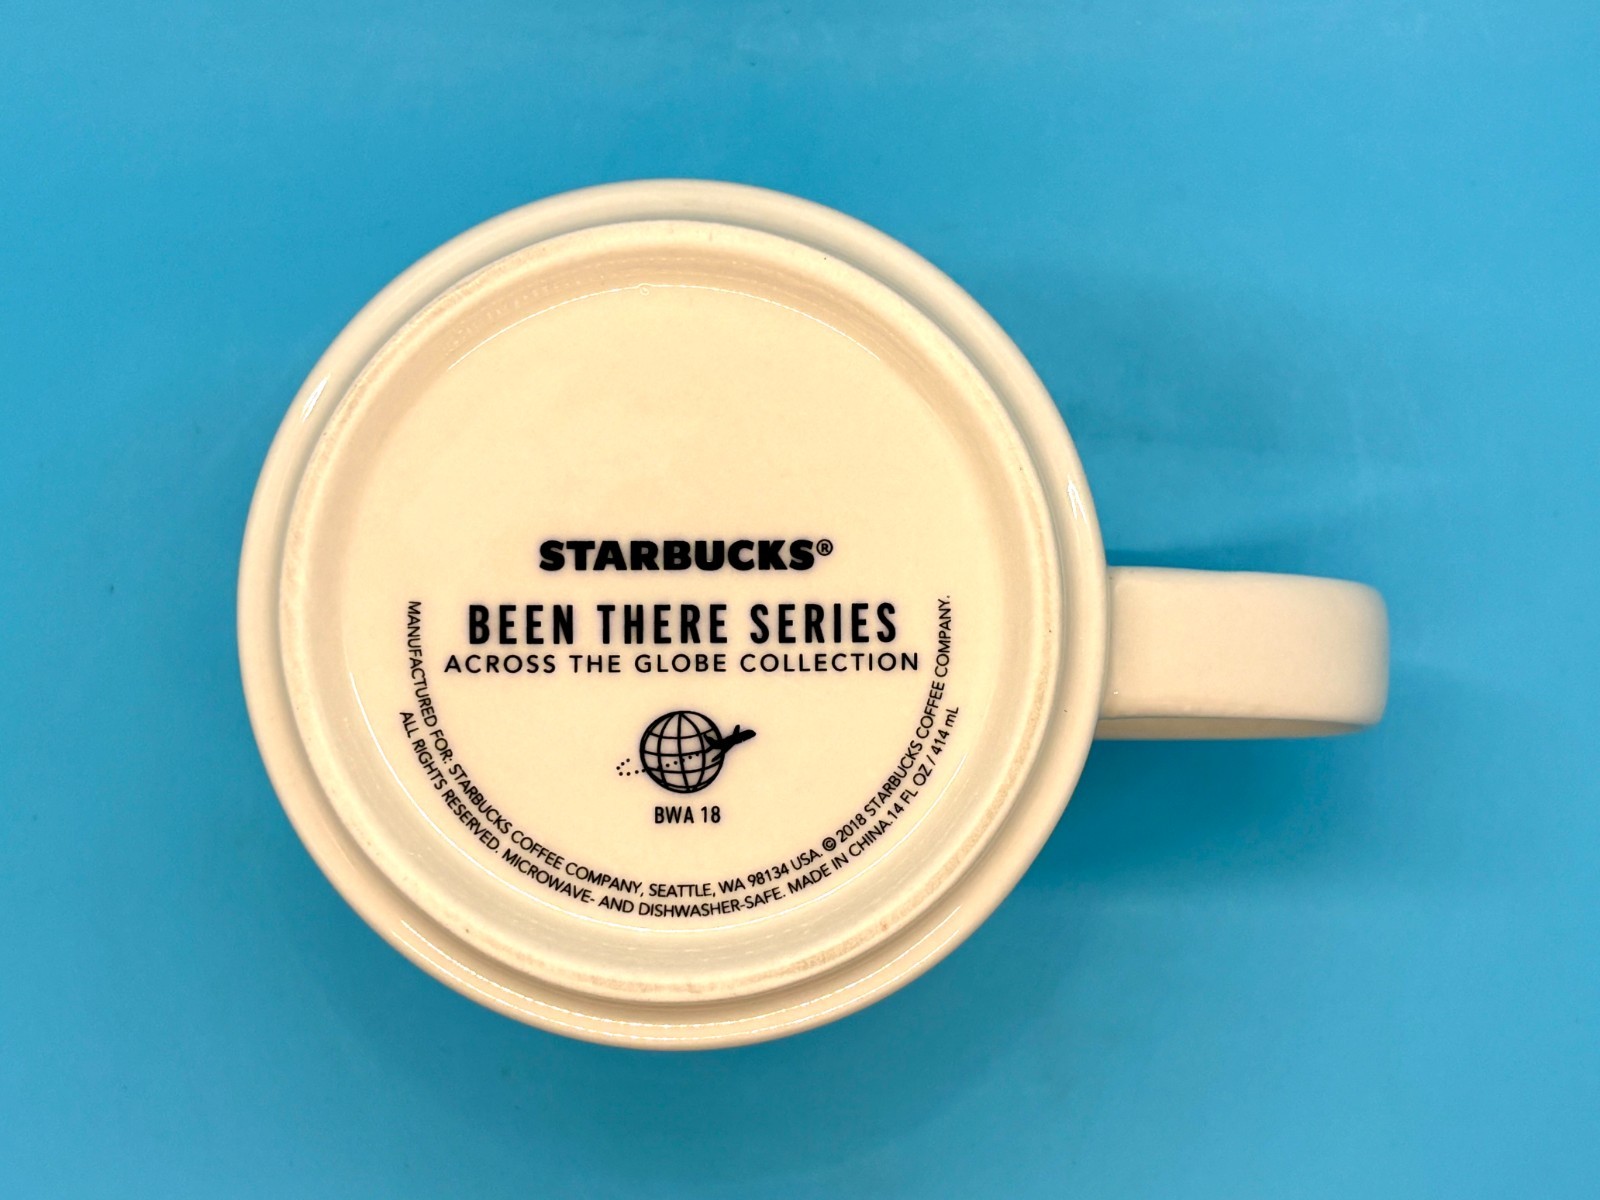 STARBUCKS®
BEEN THERE SERIES
ACROSS THE GLOBE COLLECTION
BWA 18
MANUFACTURED FOR: STARBUCKS COFFEE COMPANY, SEATTLE, WA 98134 USA. © 2018 STARBUCKS COFFEE COMPANY.
ALL RIGHTS RESERVED. MICROWAVE- AND DISHWASHER-SAFE. MADE IN CHINA.14 FL OZ / 414 mL